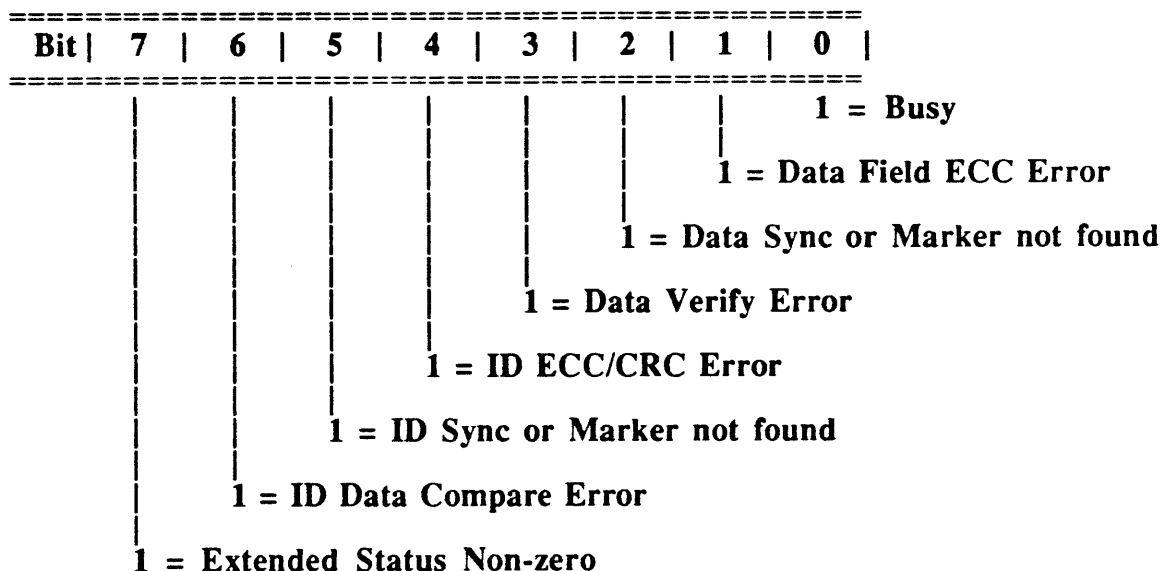 Bit | 7 | 6 | 5 | 4 | 3 | 2 | 1 | 0 |
1 = Busy
1 = Data Field ECC Error
1 = Data Sync or Marker not found
1 = Data Verify Error
1 = ID ECC/CRC Error
1 = ID Sync or Marker not found
1 = ID Data Compare Error
1 = Extended Status Non-zero